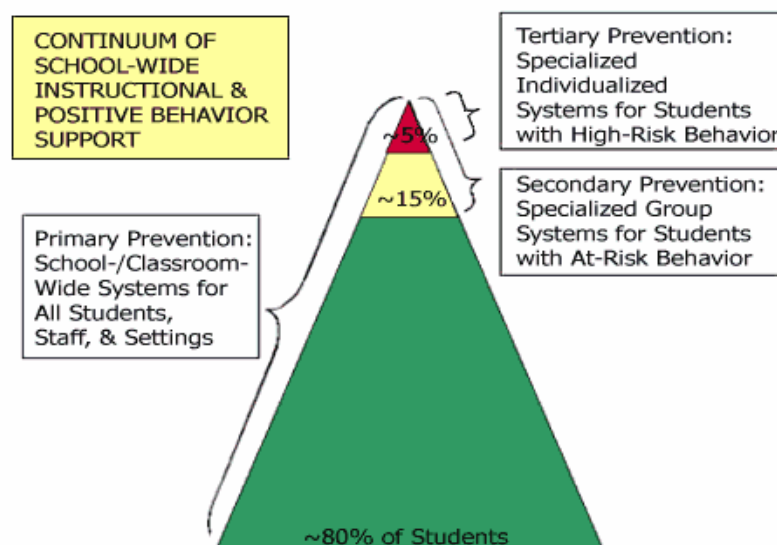 CONTINUUM OF
SCHOOL-WIDE
INSTRUCTIONAL &
POSITIVE BEHAVIOR
SUPPORT
Tertiary Prevention:
Specialized
Individualized
Systems for Students
with High-Risk Behavior
~5%
Secondary Prevention:
Specialized Group
Systems for Students
with At-Risk Behavior
~15%
Primary Prevention:
School-/Classroom-
Wide Systems for
All Students,
Staff, & Settings
~80% of Students